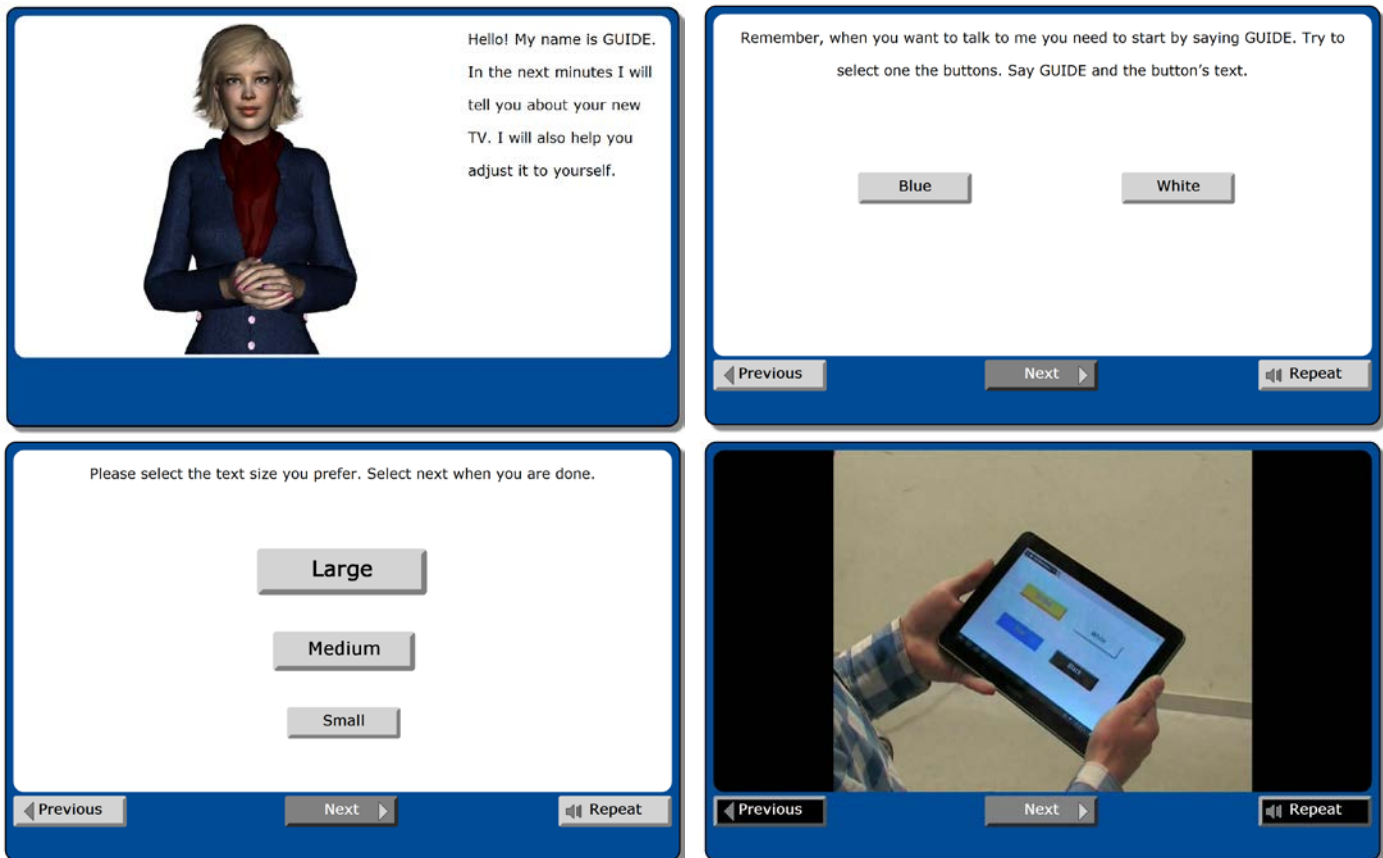 Hello! My name is GUIDE.
In the next minutes I will
tell you about your new
TV. I will also help you
adjust it to yourself.
Remember, when you want to talk to me you need to start by saying GUIDE. Try to
select one the buttons. Say GUIDE and the button's text.
Blue
White
Previous
Next
Repeat
Please select the text size you prefer. Select next when you are done.
Large
Medium
Small
Previous
Next
Repeat
White
Previous
Next
Repeat